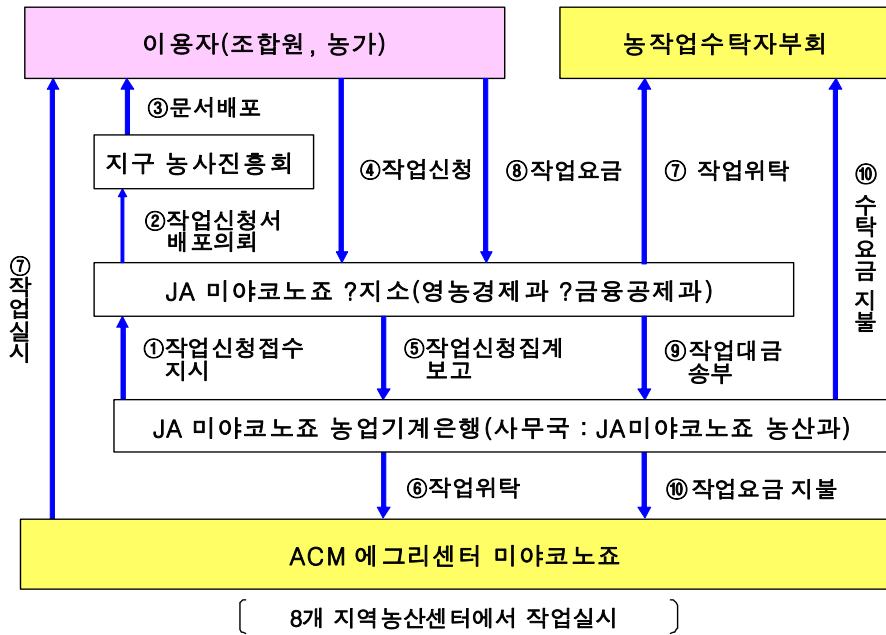 이용자(조합원, 농가)
농작업수탁자부회
③문서배포
지구 농사진흥회
④작업신청
⑧작업요금
⑦ 작업위탁
⑩ 수탁요금 지불
②작업신청서
배포의뢰
⑦작업실시
JA 미야코노죠 ?지소(영농경제과 ?금융공제과)
①작업신청접수
지시
⑤작업신청집계
보고
⑨작업대금
송부
JA 미야코노죠 농업기계은행(사무국 : JA미야코노죠 농산과)
⑥작업위탁
⑩작업요금 지불
ACM 에그리센터 미야코노죠
8개 지역농산센터에서 작업실시